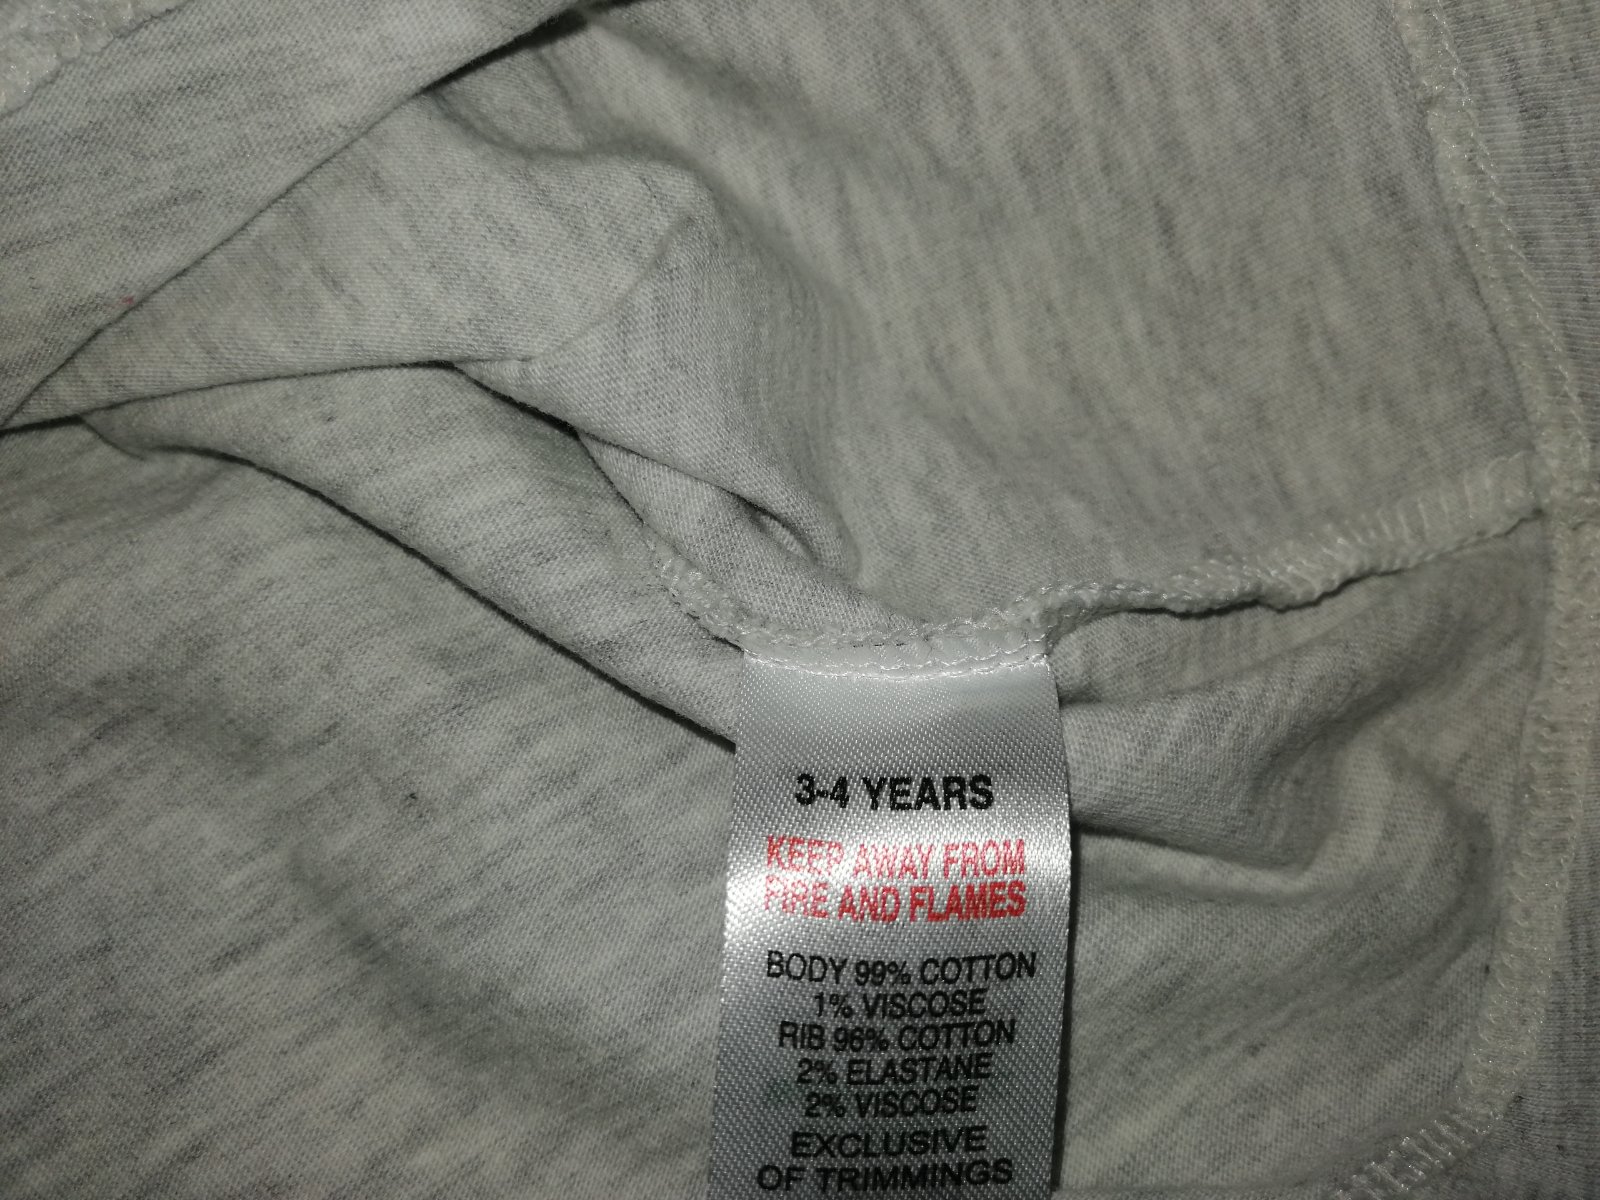 3-4 YEARS
KEEP AWAY FROM
FIRE AND FLAMES
BODY 99% COTTON
1% VISCOSE
RIB 96% COTTON
2% ELASTANE
2% VISCOSE
EXCLUSIVE
OF TRIMMINGS